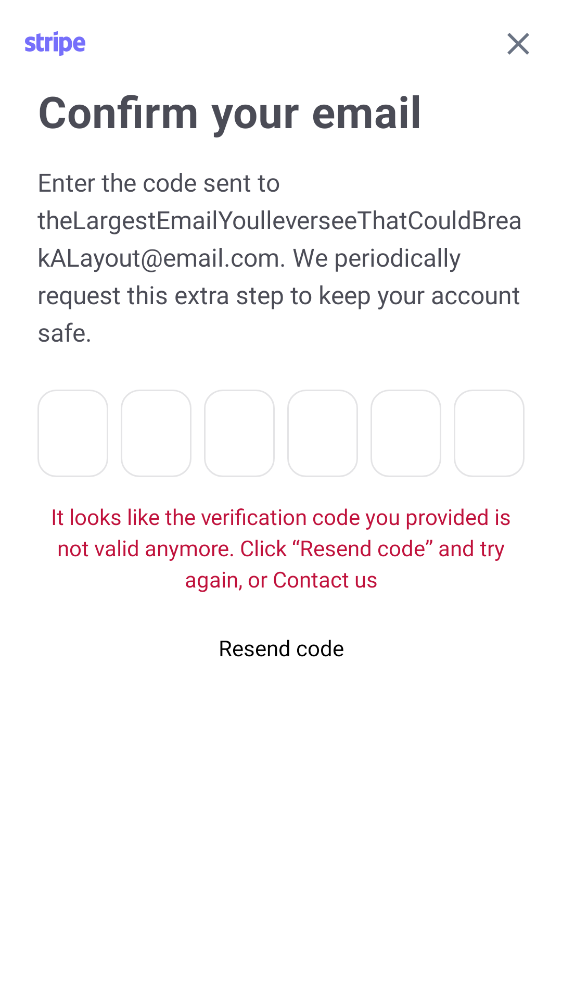 stripe
Confirm your email
Enter the code sent to
theLargestEmailYoulleverseeThatCouldBrea
kALayout@email.com. We periodically
request this extra step to keep your account
safe.
It looks like the verification code you provided is
not valid anymore. Click “Resend code” and try
again, or Contact us
Resend code